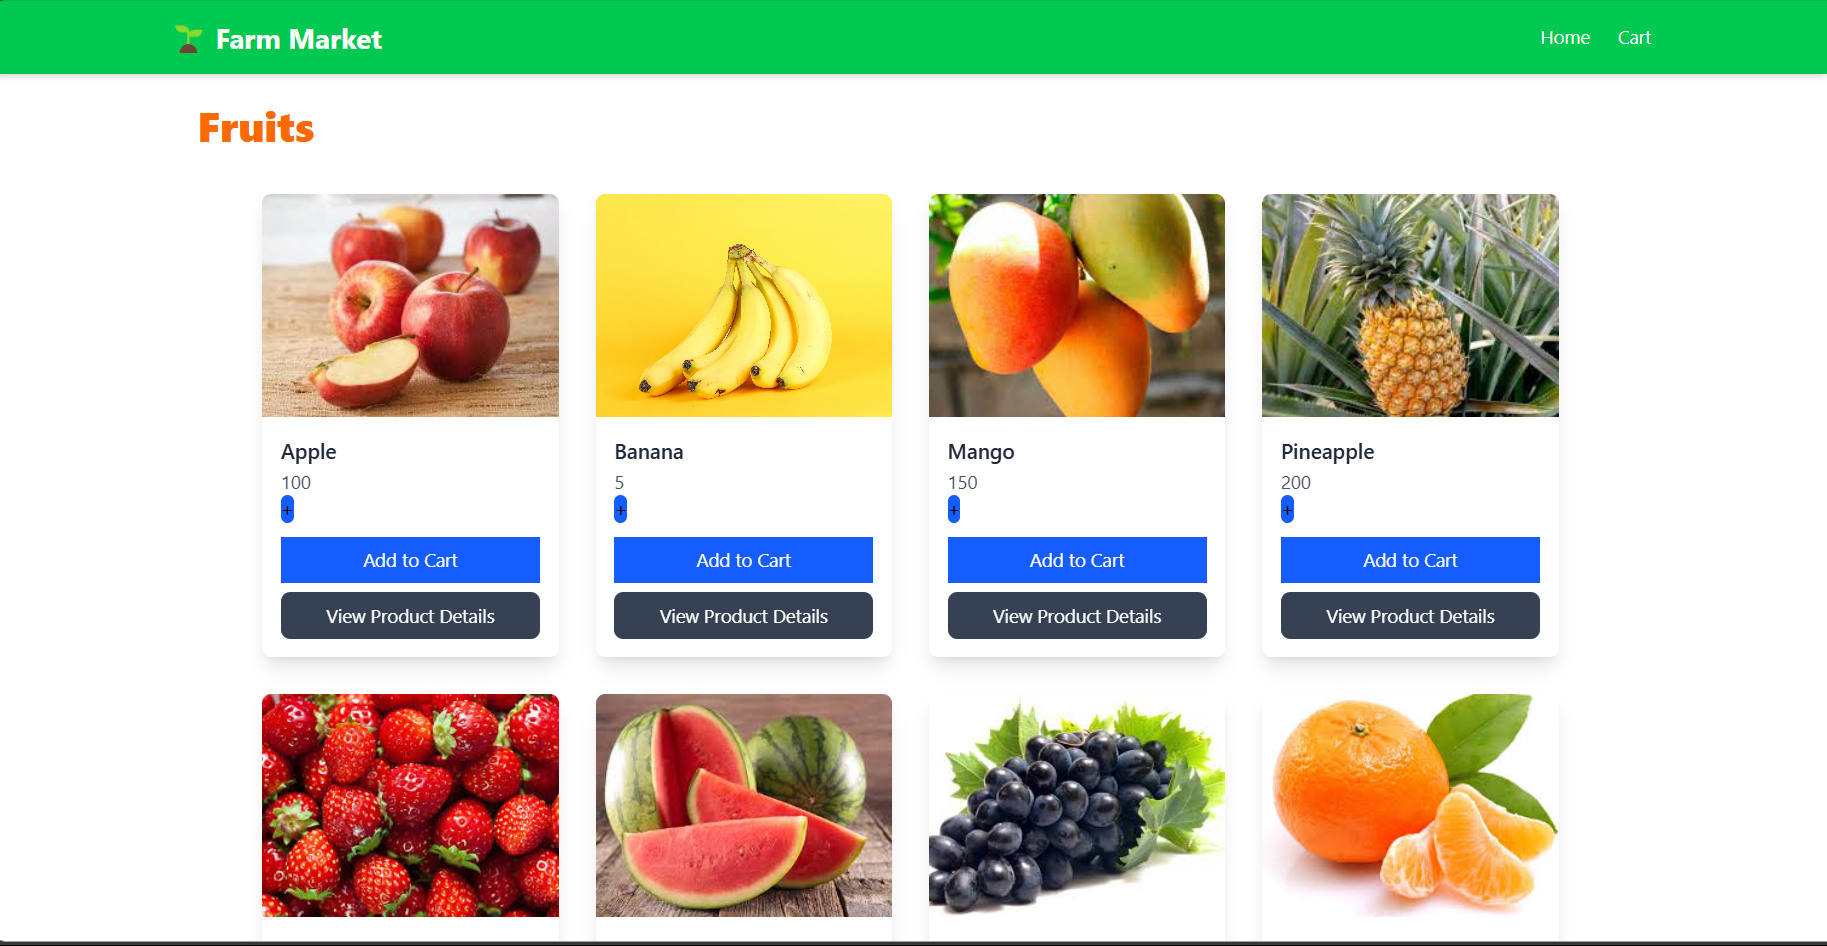 Farm Market
Home Cart
Fruits
Apple Banana Mango Pineapple
100 5 150 200
+ + + +
Add to Cart Add to Cart Add to Cart Add to Cart
View Product Details View Product Details View Product Details View Product Details